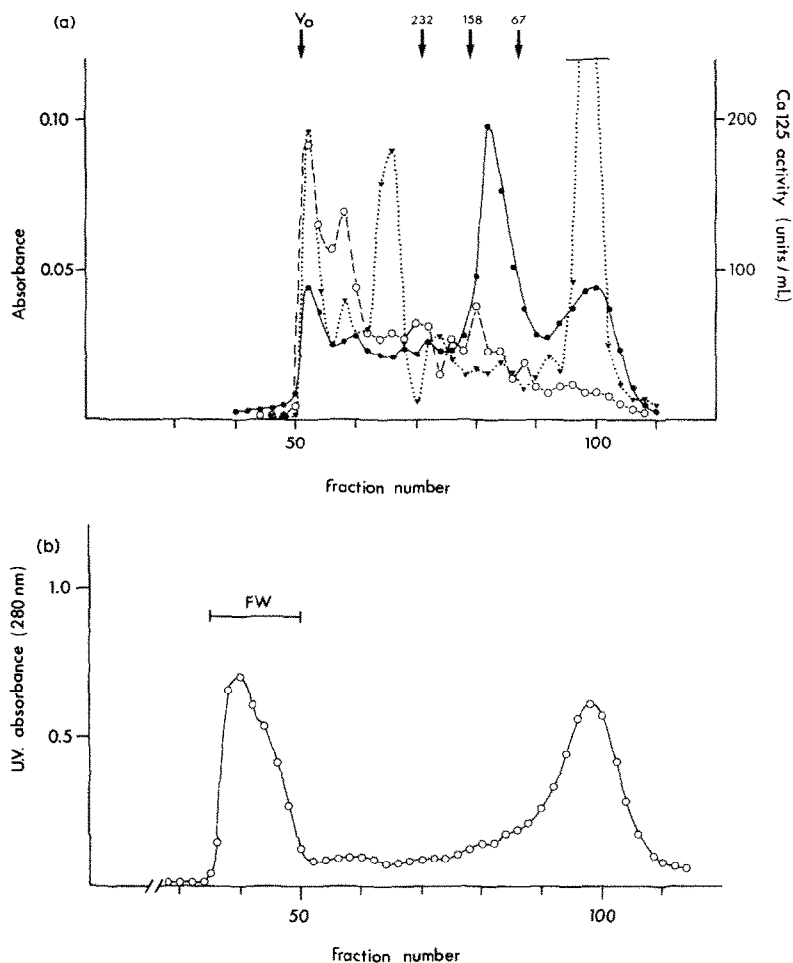 (a)
Vo
232
158
67
0.10
0.05
Absorbance
200
100
Ca125 activity (units / mL)
50
100
Fraction number
(b)
FW
1.0
0.5
U.V. absorbance (280 nm)
50
100
Fraction number